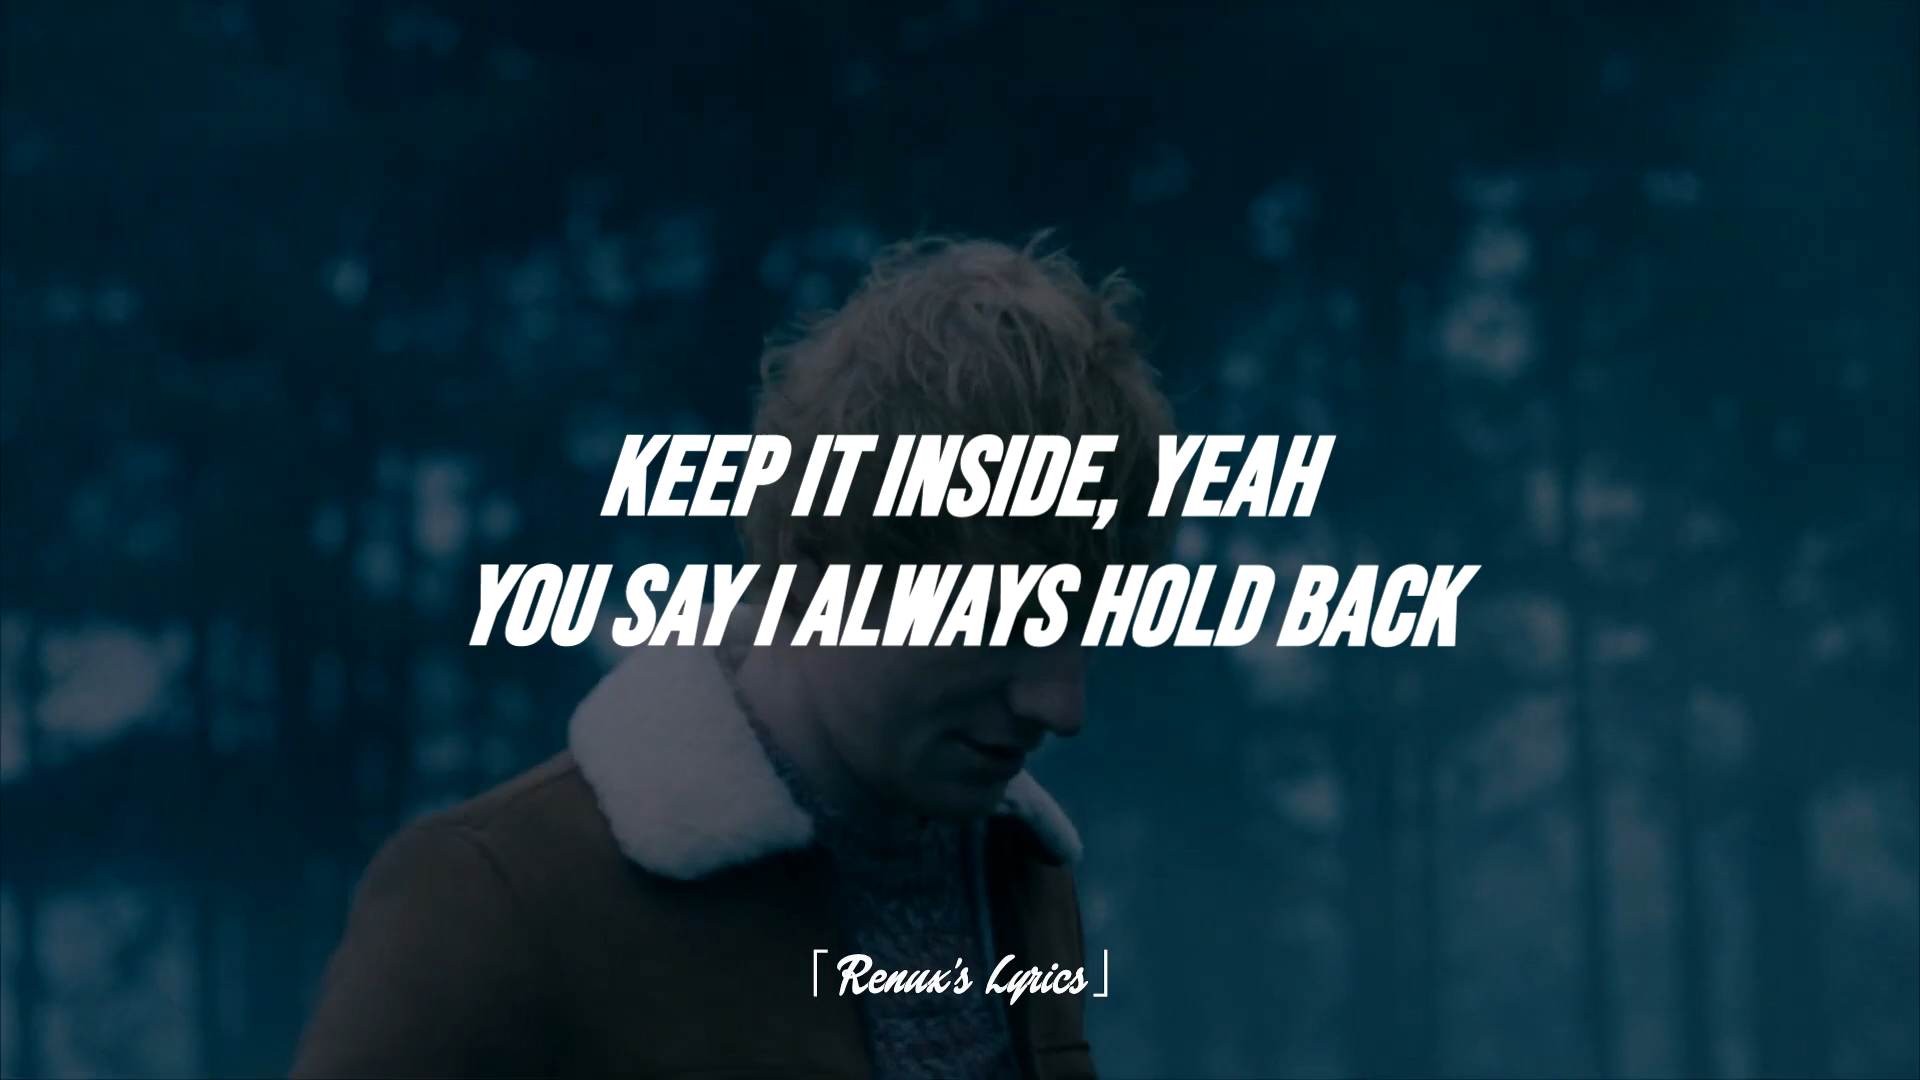 KEEP IT INSIDE, YEAH
YOU SAY I ALWAYS HOLD BACK
「Renux's Lyrics」